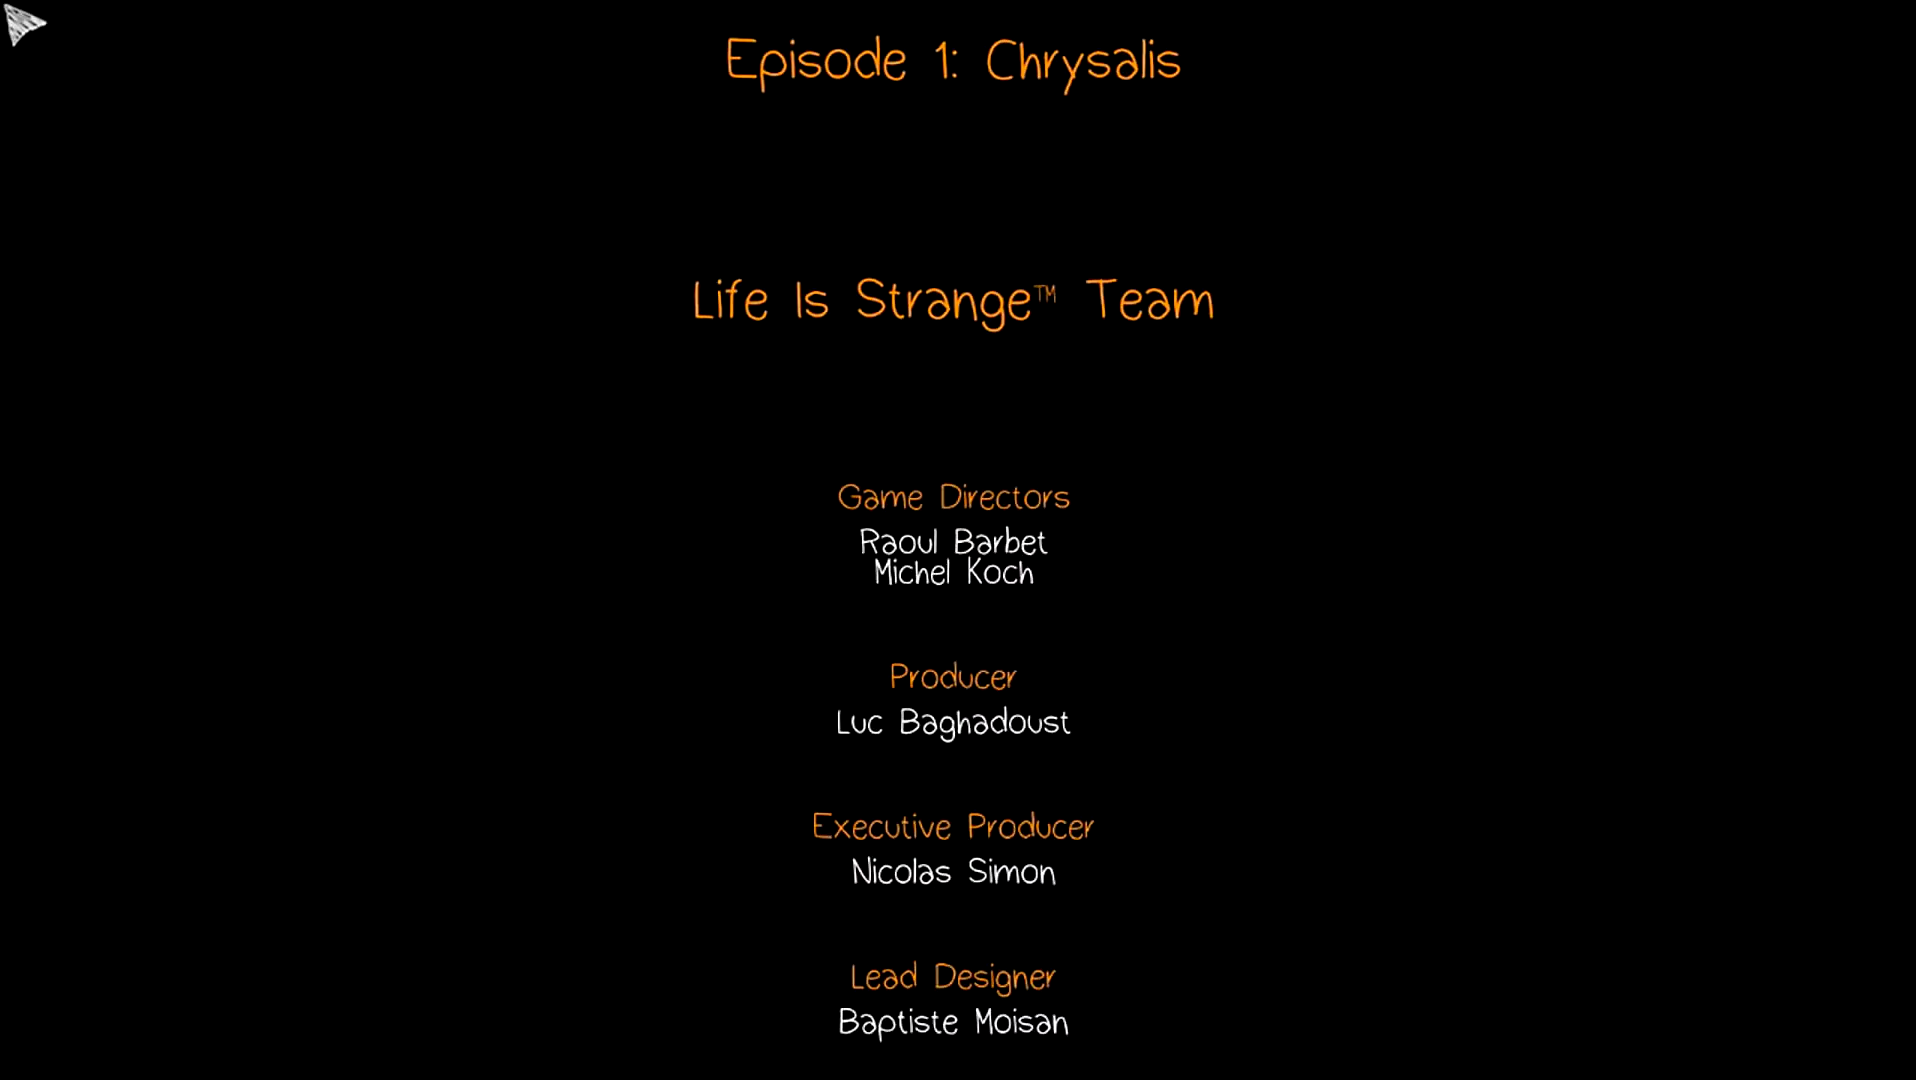 Episode 1: Chrysalis
Life Is Strange™ Team
Game Directors
Raoul Barbet
Michel Koch
Producer
Luc Baghadoust
Executive Producer
Nicolas Simon
Lead Designer
Baptiste Moisan